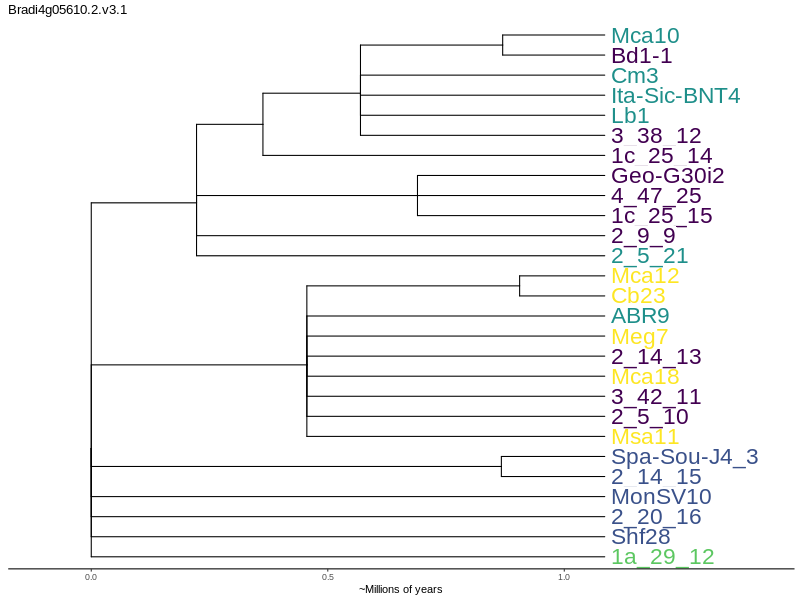 Bradi4g05610.2.v3.1
Mca10
Bd1-1
Cm3
Ita-Sic-BNT4
Lb1
3_38_12
1c_25_14
Geo-G30i2
4_47_25
1c_25_15
2_9_9
2_5_21
Mca12
Cb23
ABR9
Meg7
2_14_13
Mca18
3_42_11
2_5_10
Msa11
Spa-Sou-J4_3
2_14_15
MonSV10
2_20_16
Shf28
1a_29_12
0.0 0.5 1.0
~Millions of years